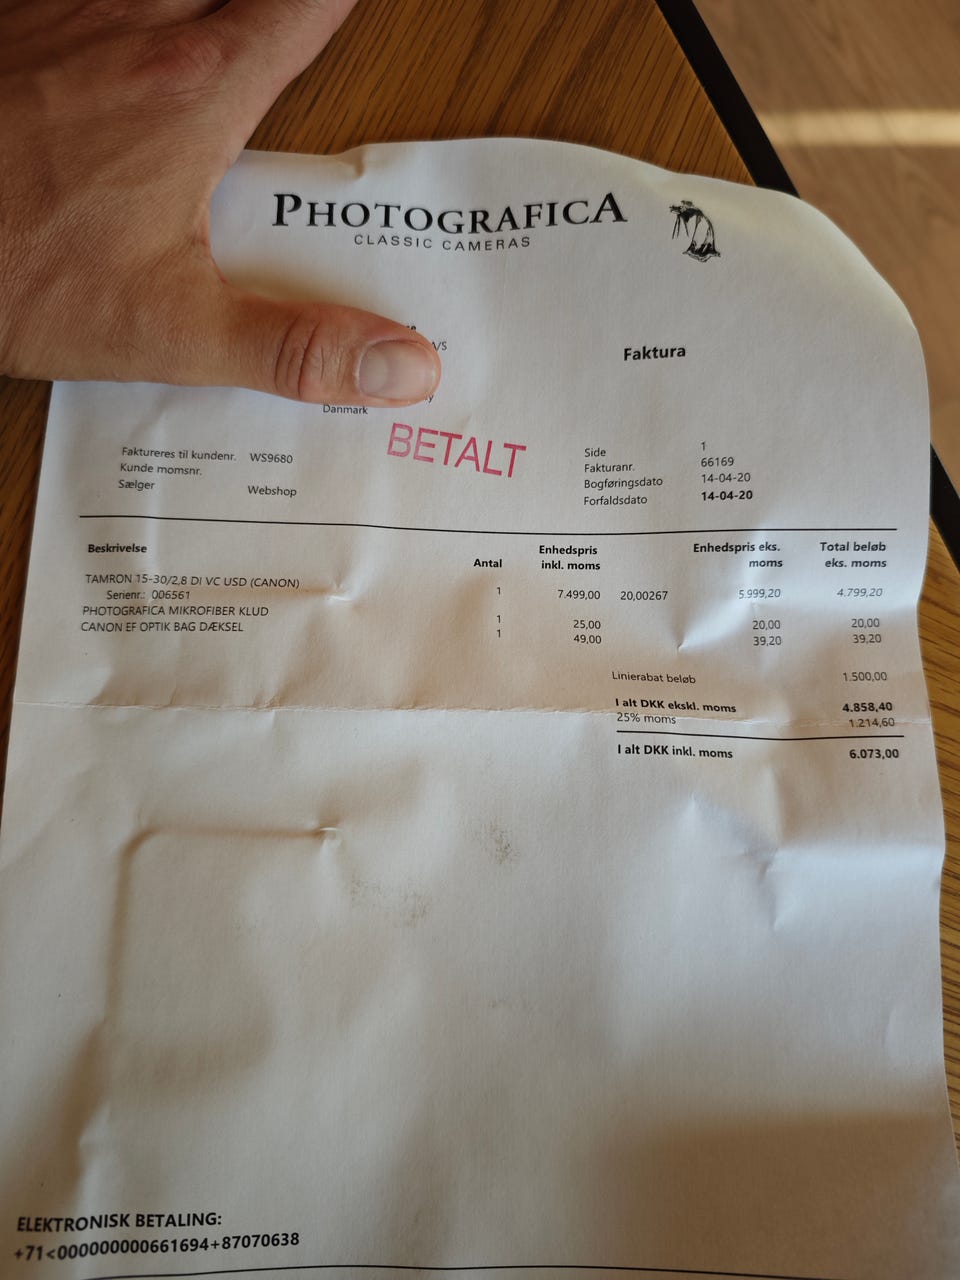 PHOTOGRAFICA
CLASSIC CAMERAS
Faktura
Danmark
BETALT
Faktureres til kundenr. WS9680
Kunde momsnr.
Sælger Webshop
Side 1
Fakturanr. 66169
Bogføringsdato 14-04-20
Forfaldsdato 14-04-20
Beskrivelse Antal Enhedspris inkl. moms Enhedspris eks. moms Total beløb eks. moms
TAMRON 15-30/2,8 DI VC USD (CANON) 1 7.499,00 20,00267 5.999,20 4.799,20
Serienr.: 006561
PHOTOGRAFICA MIKROFIBER KLUD 1 25,00 20,00 20,00
CANON EF OPTIK BAG DÆKSEL 1 49,00 39,20 39,20
Linierabat beløb 1.500,00
I alt DKK ekskl. moms 4.858,40
25% moms 1.214,60
I alt DKK inkl. moms 6.073,00
ELEKTRONISK BETALING:
+71<000000000661694+87070638